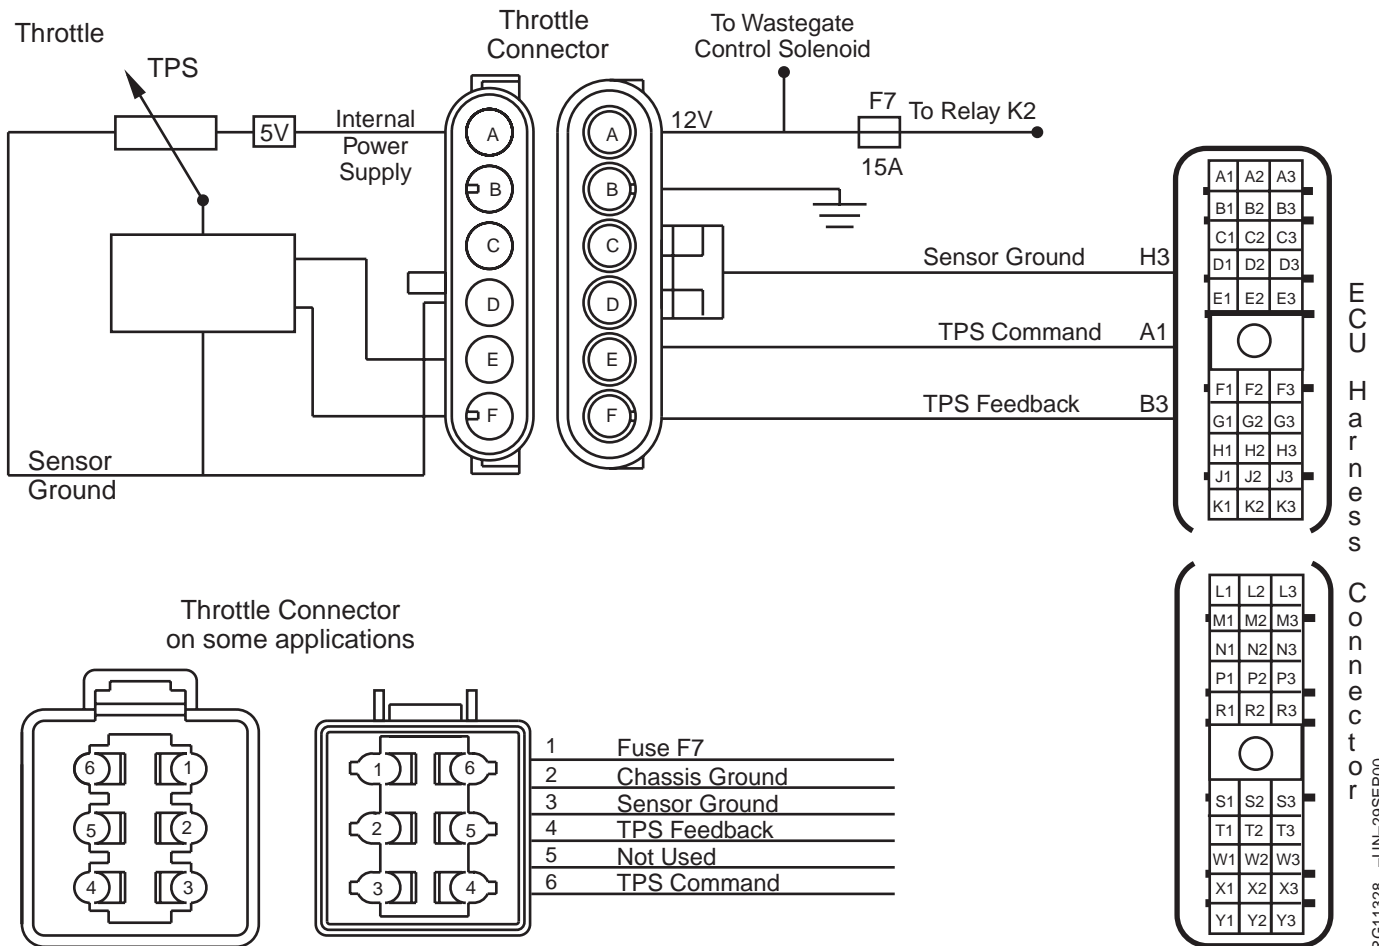 Throttle
TPS
5V
Internal
Power
Supply
Sensor
Ground
Throttle
Connector
A
B
C
D
E
F
A
B
C
D
E
F
To Wastegate
Control Solenoid
12V
F7
15A
To Relay K2
Sensor Ground H3
TPS Command A1
TPS Feedback B3
A1 A2 A3
B1 B2 B3
C1 C2 C3
D1 D2 D3
E1 E2 E3
F1 F2 F3
G1 G2 G3
H1 H2 H3
J1 J2 J3
K1 K2 K3
L1 L2 L3
M1 M2 M3
N1 N2 N3
P1 P2 P3
R1 R2 R3
S1 S2 S3
T1 T2 T3
W1 W2 W3
X1 X2 X3
Y1 Y2 Y3
ECU Harness Connector
Throttle Connector
on some applications
6 1
5 2
4 3
1 6
2 5
3 4
1 Fuse F7
2 Chassis Ground
3 Sensor Ground
4 TPS Feedback
5 Not Used
6 TPS Command
RG11328 –UN–29SEP00